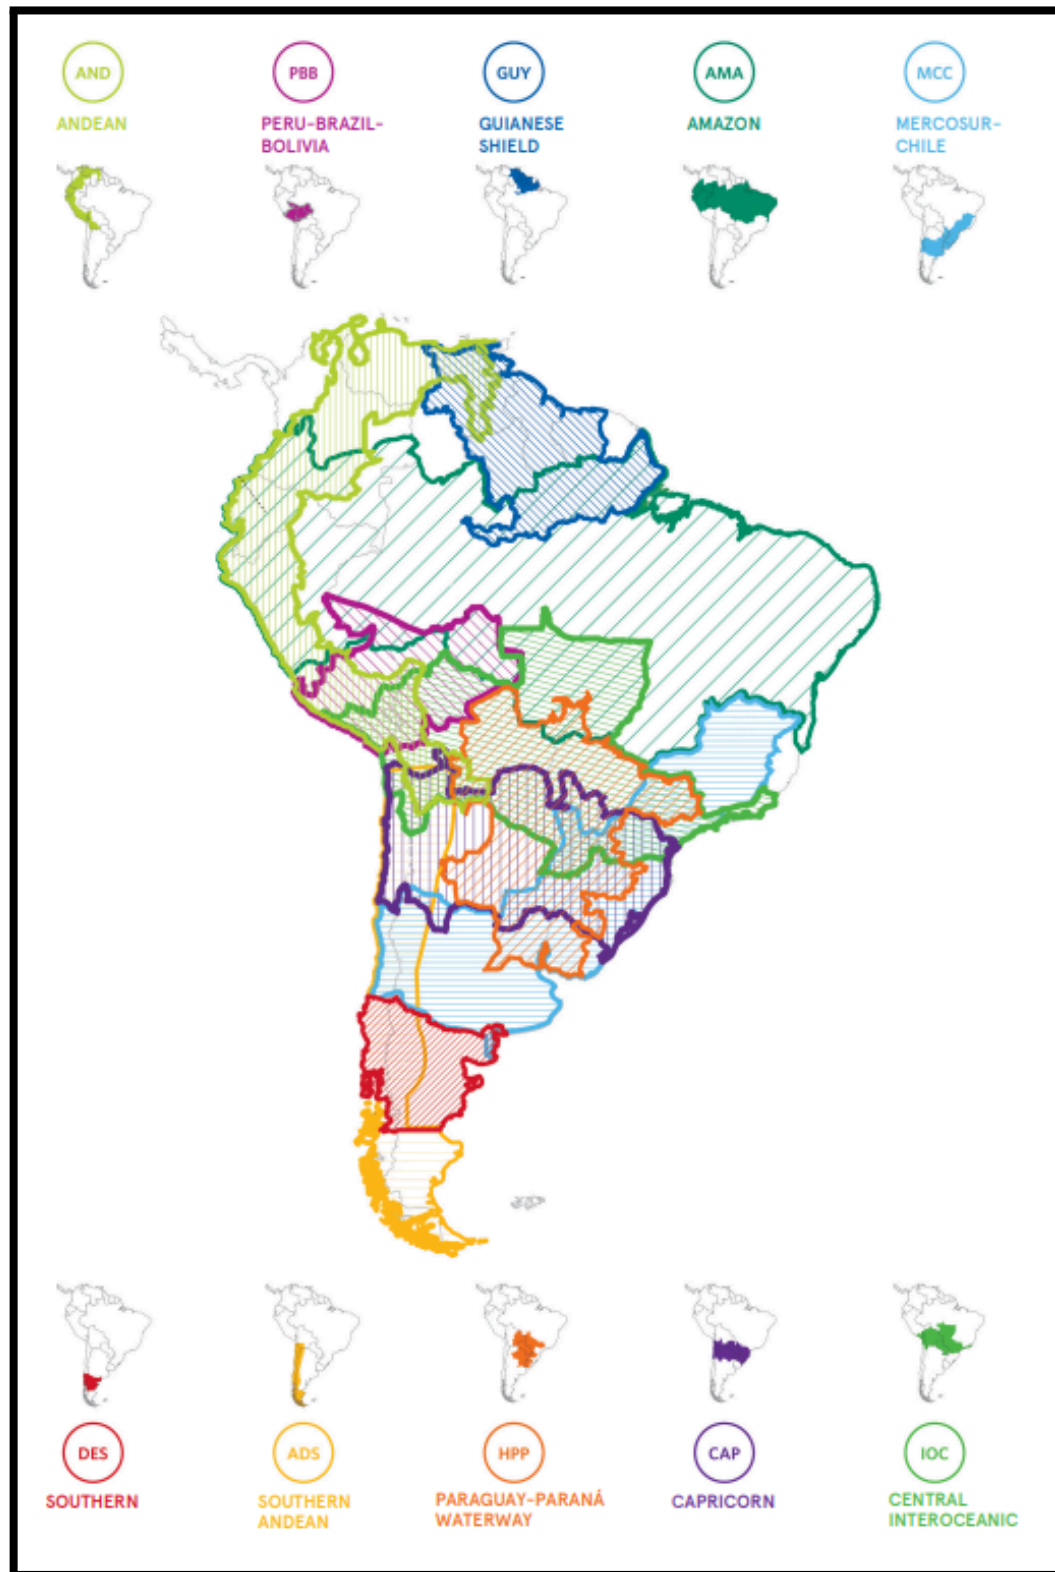 AND
PBB
GUY
AMA
MCC
ANDEAN
PERU-BRAZIL-
BOLIVIA
GUIANESE
SHIELD
AMAZON
MERCOSUR-
CHILE
DES
ADS
HPP
CAP
IOC
SOUTHERN
SOUTHERN
ANDEAN
PARAGUAY-PARANÁ
WATERWAY
CAPRICORN
CENTRAL
INTEROCEANIC